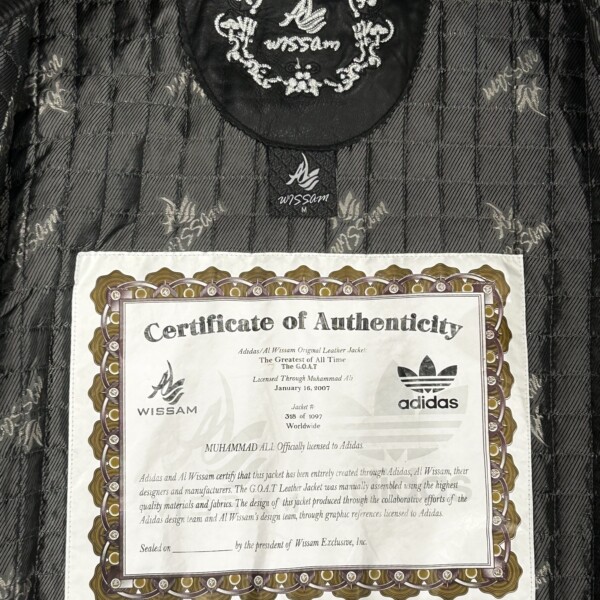 Al
WISSAM
Al
WISSAM
M
Certificate of Authenticity
Adidas/Al Wissam Original Leather Jacket:
The Greatest of All Time
The G.O.A.T
Licensed Through Muhammad Ali
January 16, 2007
WISSAM
adidas
Jacket #
318 of 1097
Worldwide
MUHAMMAD ALI Officially licensed to Adidas
Adidas and Al Wissam certify that this jacket has been entirely created through Adidas, Al Wissam, their
designers and manufacturers. The G.O.A.T Leather Jacket was manually assembled using the highest
quality materials and fabrics. The design of this jacket produced through the collaborative efforts of the
Adidas design team and Al Wissam's design team, through graphic references licensed to Adidas.
Sealed on ____________ by the president of Wissam Exclusive, Inc.